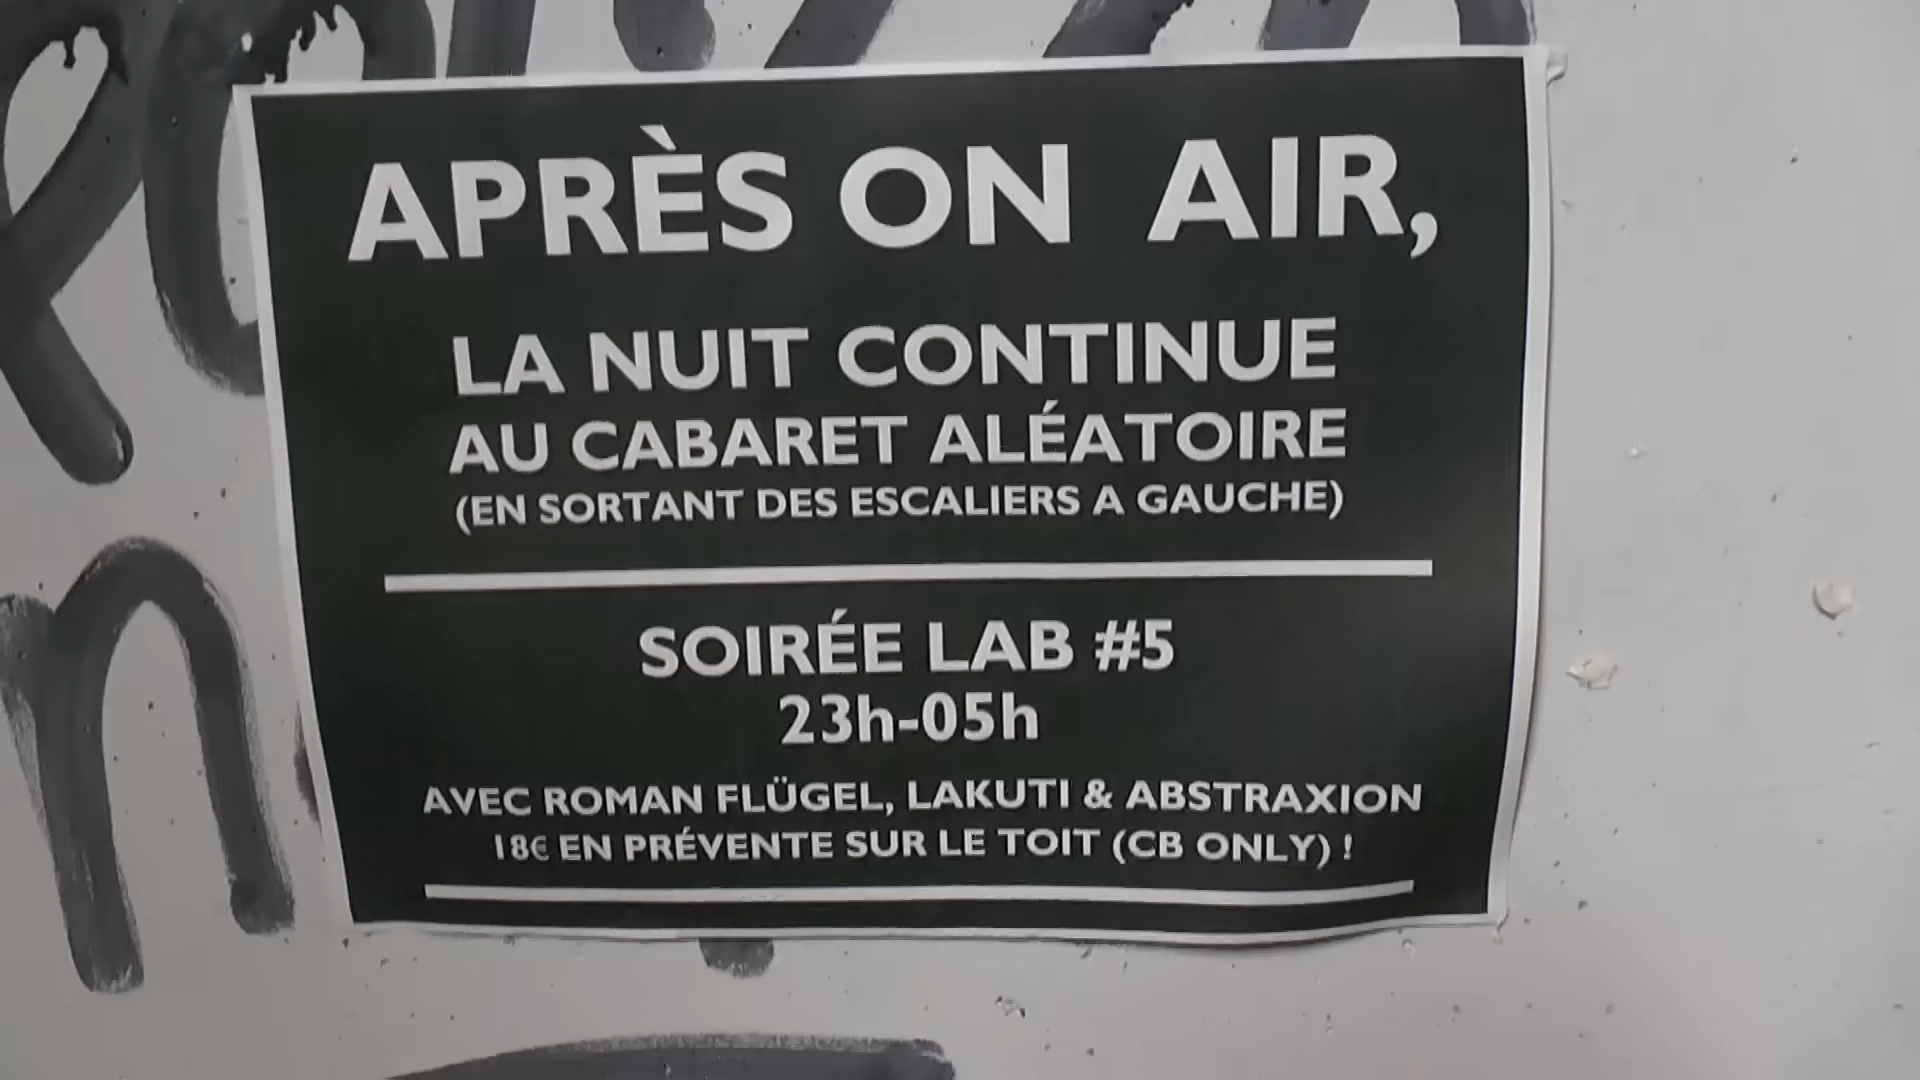 APRÈS ON AIR,
LA NUIT CONTINUE
AU CABARET ALÉATOIRE
(EN SORTANT DES ESCALIERS A GAUCHE)
SOIRÉE LAB #5
23h-05h
AVEC ROMAN FLÜGEL, LAKUTI & ABSTRAXION
18€ EN PRÉVENTE SUR LE TOIT (CB ONLY) !